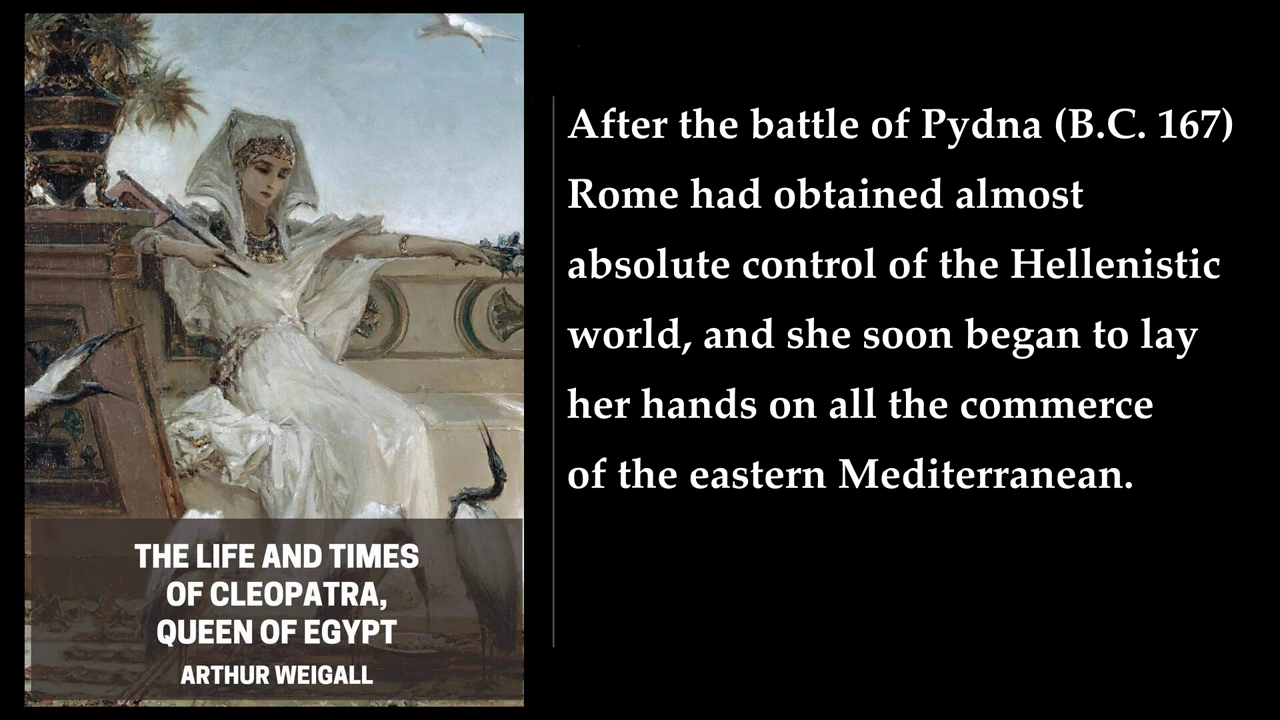 THE LIFE AND TIMES
OF CLEOPATRA,
QUEEN OF EGYPT
ARTHUR WEIGALL
After the battle of Pydna (B.C. 167)
Rome had obtained almost
absolute control of the Hellenistic
world, and she soon began to lay
her hands on all the commerce
of the eastern Mediterranean.